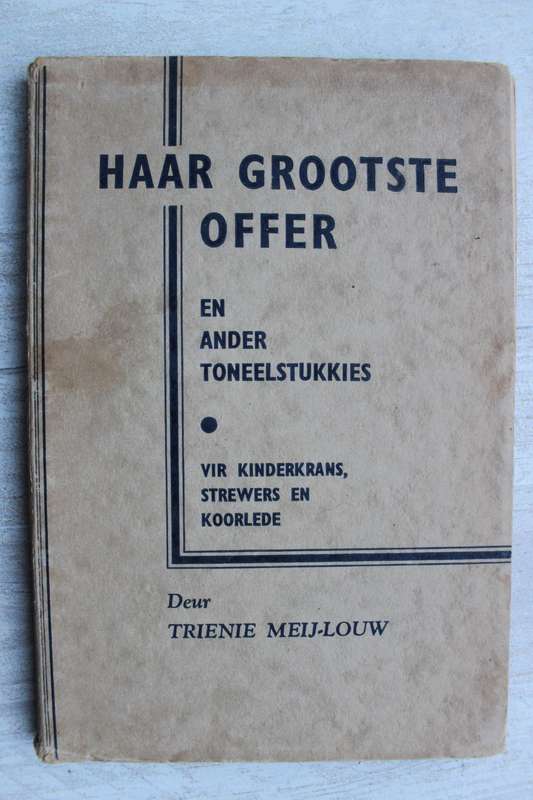 HAAR GROOTSTE
OFFER
EN
ANDER
TONEELSTUKKIES
VIR KINDERKRANS,
STREWERS EN
KOORLEDE
Deur
TRIENIE MEIJ-LOUW